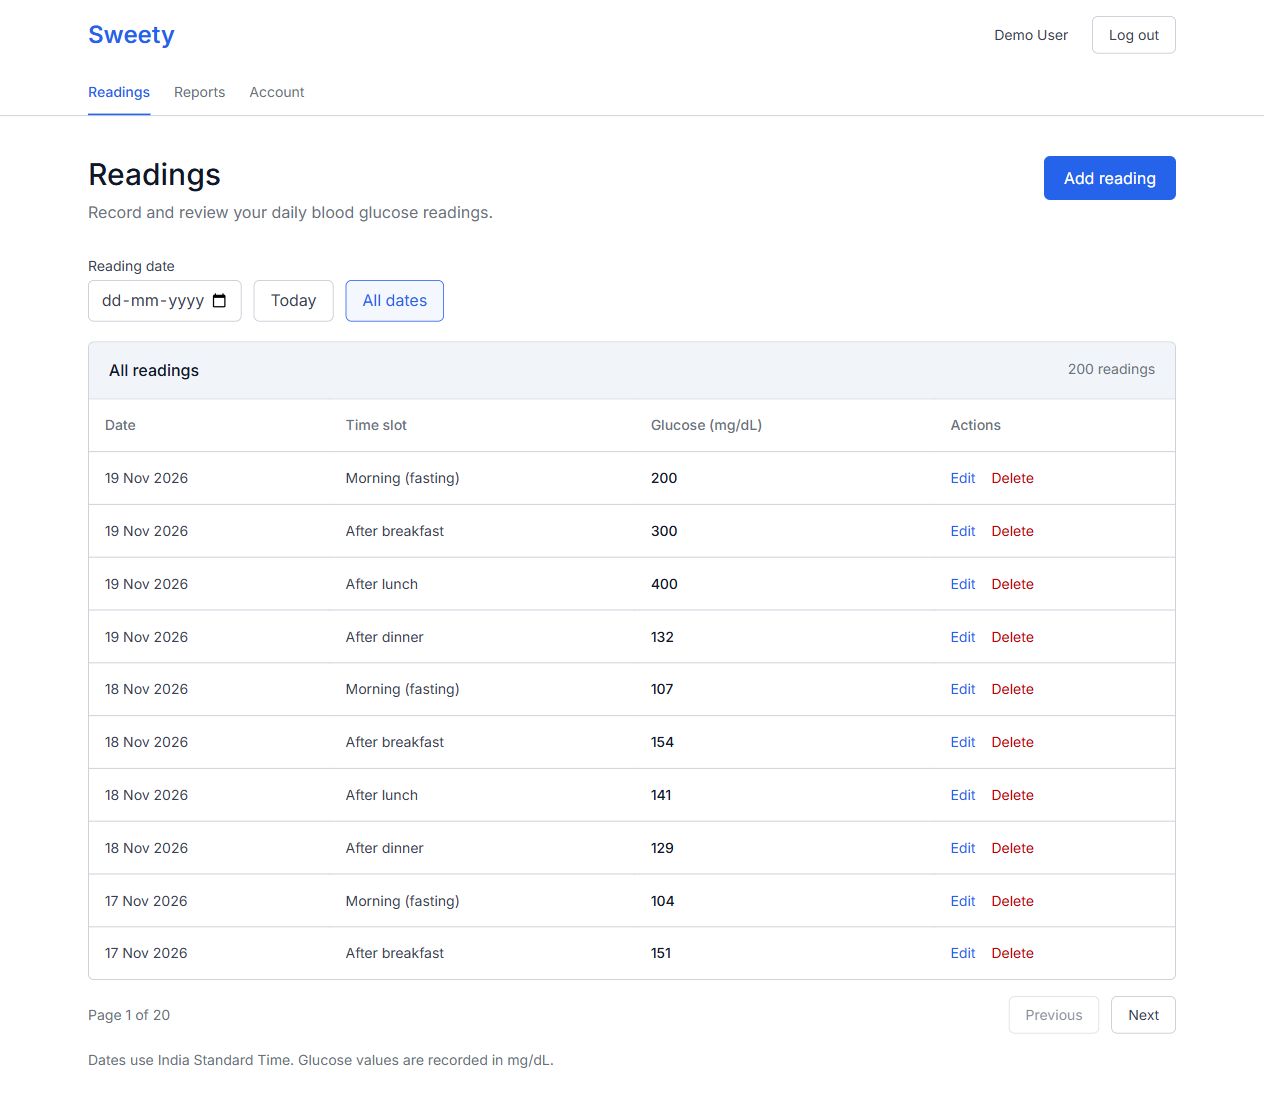 Sweety
Demo User
Log out
Readings Reports Account
Readings
Add reading
Record and review your daily blood glucose readings.
Reading date
dd-mm-yyyy Today All dates
All readings 200 readings
Date Time slot Glucose (mg/dL) Actions
19 Nov 2026 Morning (fasting) 200 Edit Delete
19 Nov 2026 After breakfast 300 Edit Delete
19 Nov 2026 After lunch 400 Edit Delete
19 Nov 2026 After dinner 132 Edit Delete
18 Nov 2026 Morning (fasting) 107 Edit Delete
18 Nov 2026 After breakfast 154 Edit Delete
18 Nov 2026 After lunch 141 Edit Delete
18 Nov 2026 After dinner 129 Edit Delete
17 Nov 2026 Morning (fasting) 104 Edit Delete
17 Nov 2026 After breakfast 151 Edit Delete
Page 1 of 20 Previous Next
Dates use India Standard Time. Glucose values are recorded in mg/dL.